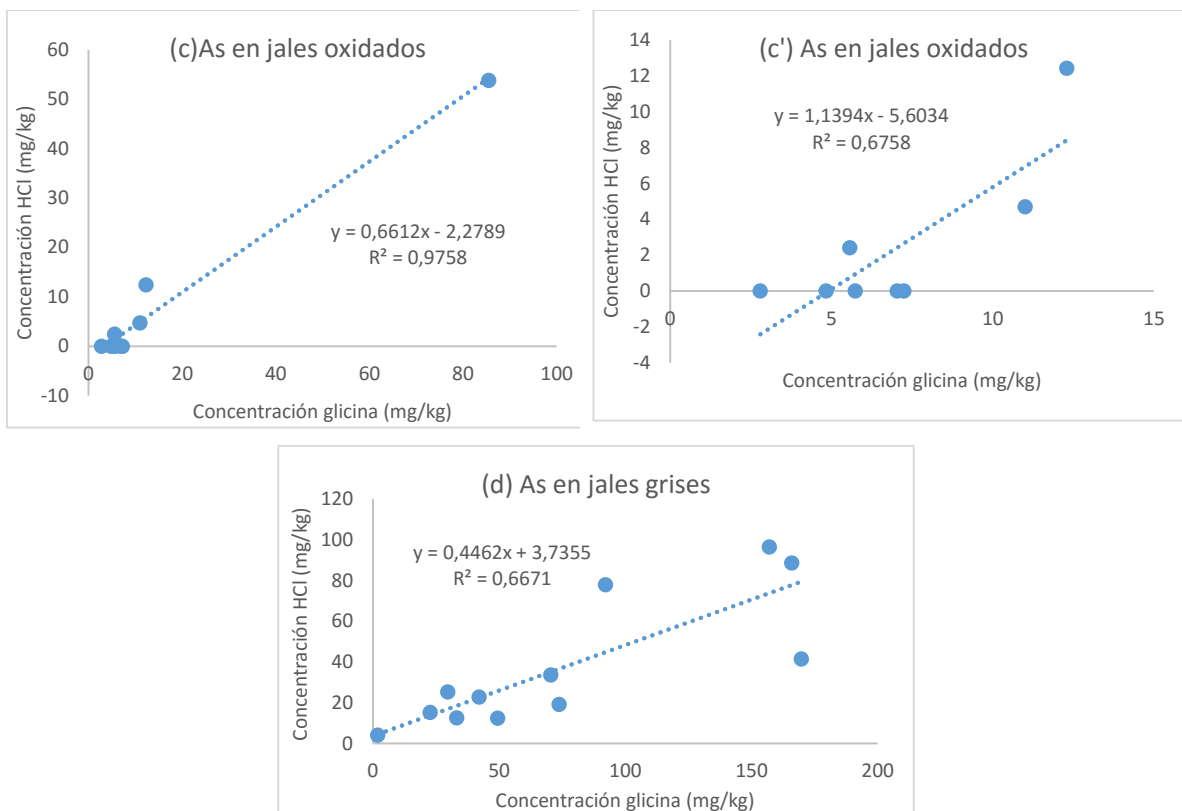 (c)As en jales oxidados
60
50
40
30
20
10
0
-10
0
20
40
60
80
100
Concentración HCl (mg/kg)
Concentración glicina (mg/kg)
y = 0,6612x - 2,2789
R² = 0,9758
(c') As en jales oxidados
14
12
10
8
6
4
2
0
-2
-4
0
5
10
15
Concentración HCl (mg/kg)
Concentración glicina (mg/kg)
y = 1,1394x - 5,6034
R² = 0,6758
(d) As en jales grises
120
100
80
60
40
20
0
0
50
100
150
200
Concentración HCl (mg/kg)
Concentración glicina (mg/kg)
y = 0,4462x + 3,7355
R² = 0,6671